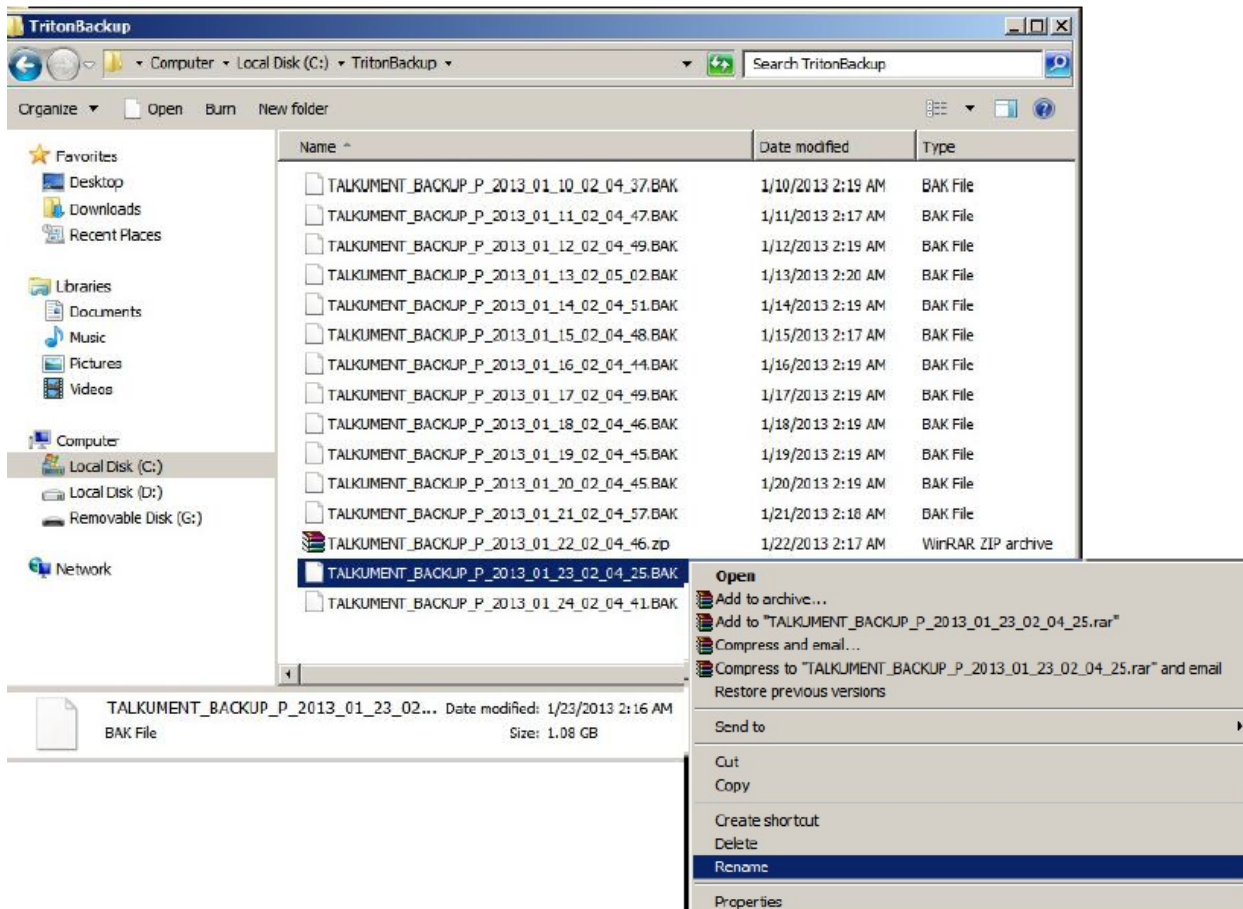 TritonBackup
Computer Local Disk (C:) TritonBackup
Search TritonBackup
Organize Open Burn New folder
Name Date modified Type
Favorites
Desktop
Downloads
Recent Places
Libraries
Documents
Music
Pictures
Videos
Computer
Local Disk (C:)
Local Disk (D:)
Removable Disk (G:)
Network
TALKUMENT_BACKUP_P_2013_01_10_02_04_37.BAK 1/10/2013 2:19 AM BAK File
TALKUMENT_BACKUP_P_2013_01_11_02_04_47.BAK 1/11/2013 2:17 AM BAK File
TALKUMENT_BACKUP_P_2013_01_12_02_04_49.BAK 1/12/2013 2:19 AM BAK File
TALKUMENT_BACKUP_P_2013_01_13_02_05_02.BAK 1/13/2013 2:20 AM BAK File
TALKUMENT_BACKUP_P_2013_01_14_02_04_51.BAK 1/14/2013 2:19 AM BAK File
TALKUMENT_BACKUP_P_2013_01_15_02_04_48.BAK 1/15/2013 2:17 AM BAK File
TALKUMENT_BACKUP_P_2013_01_16_02_04_44.BAK 1/16/2013 2:19 AM BAK File
TALKUMENT_BACKUP_P_2013_01_17_02_04_49.BAK 1/17/2013 2:19 AM BAK File
TALKUMENT_BACKUP_P_2013_01_18_02_04_46.BAK 1/18/2013 2:19 AM BAK File
TALKUMENT_BACKUP_P_2013_01_19_02_04_45.BAK 1/19/2013 2:19 AM BAK File
TALKUMENT_BACKUP_P_2013_01_20_02_04_45.BAK 1/20/2013 2:19 AM BAK File
TALKUMENT_BACKUP_P_2013_01_21_02_04_57.BAK 1/21/2013 2:18 AM BAK File
TALKUMENT_BACKUP_P_2013_01_22_02_04_46.zip 1/22/2013 2:17 AM WinRAR ZIP archive
TALKUMENT_BACKUP_P_2013_01_23_02_04_25.BAK
TALKUMENT_BACKUP_P_2013_01_24_02_04_41.BAK
Open
Add to archive...
Add to "TALKUMENT_BACKUP_P_2013_01_23_02_04_25.rar"
Compress and email...
Compress to "TALKUMENT_BACKUP_P_2013_01_23_02_04_25.rar" and email
Restore previous versions
Send to
Cut
Copy
Create shortcut
Delete
Rename
Properties
TALKUMENT_BACKUP_P_2013_01_23_02... Date modified: 1/23/2013 2:16 AM
BAK File Size: 1.08 GB